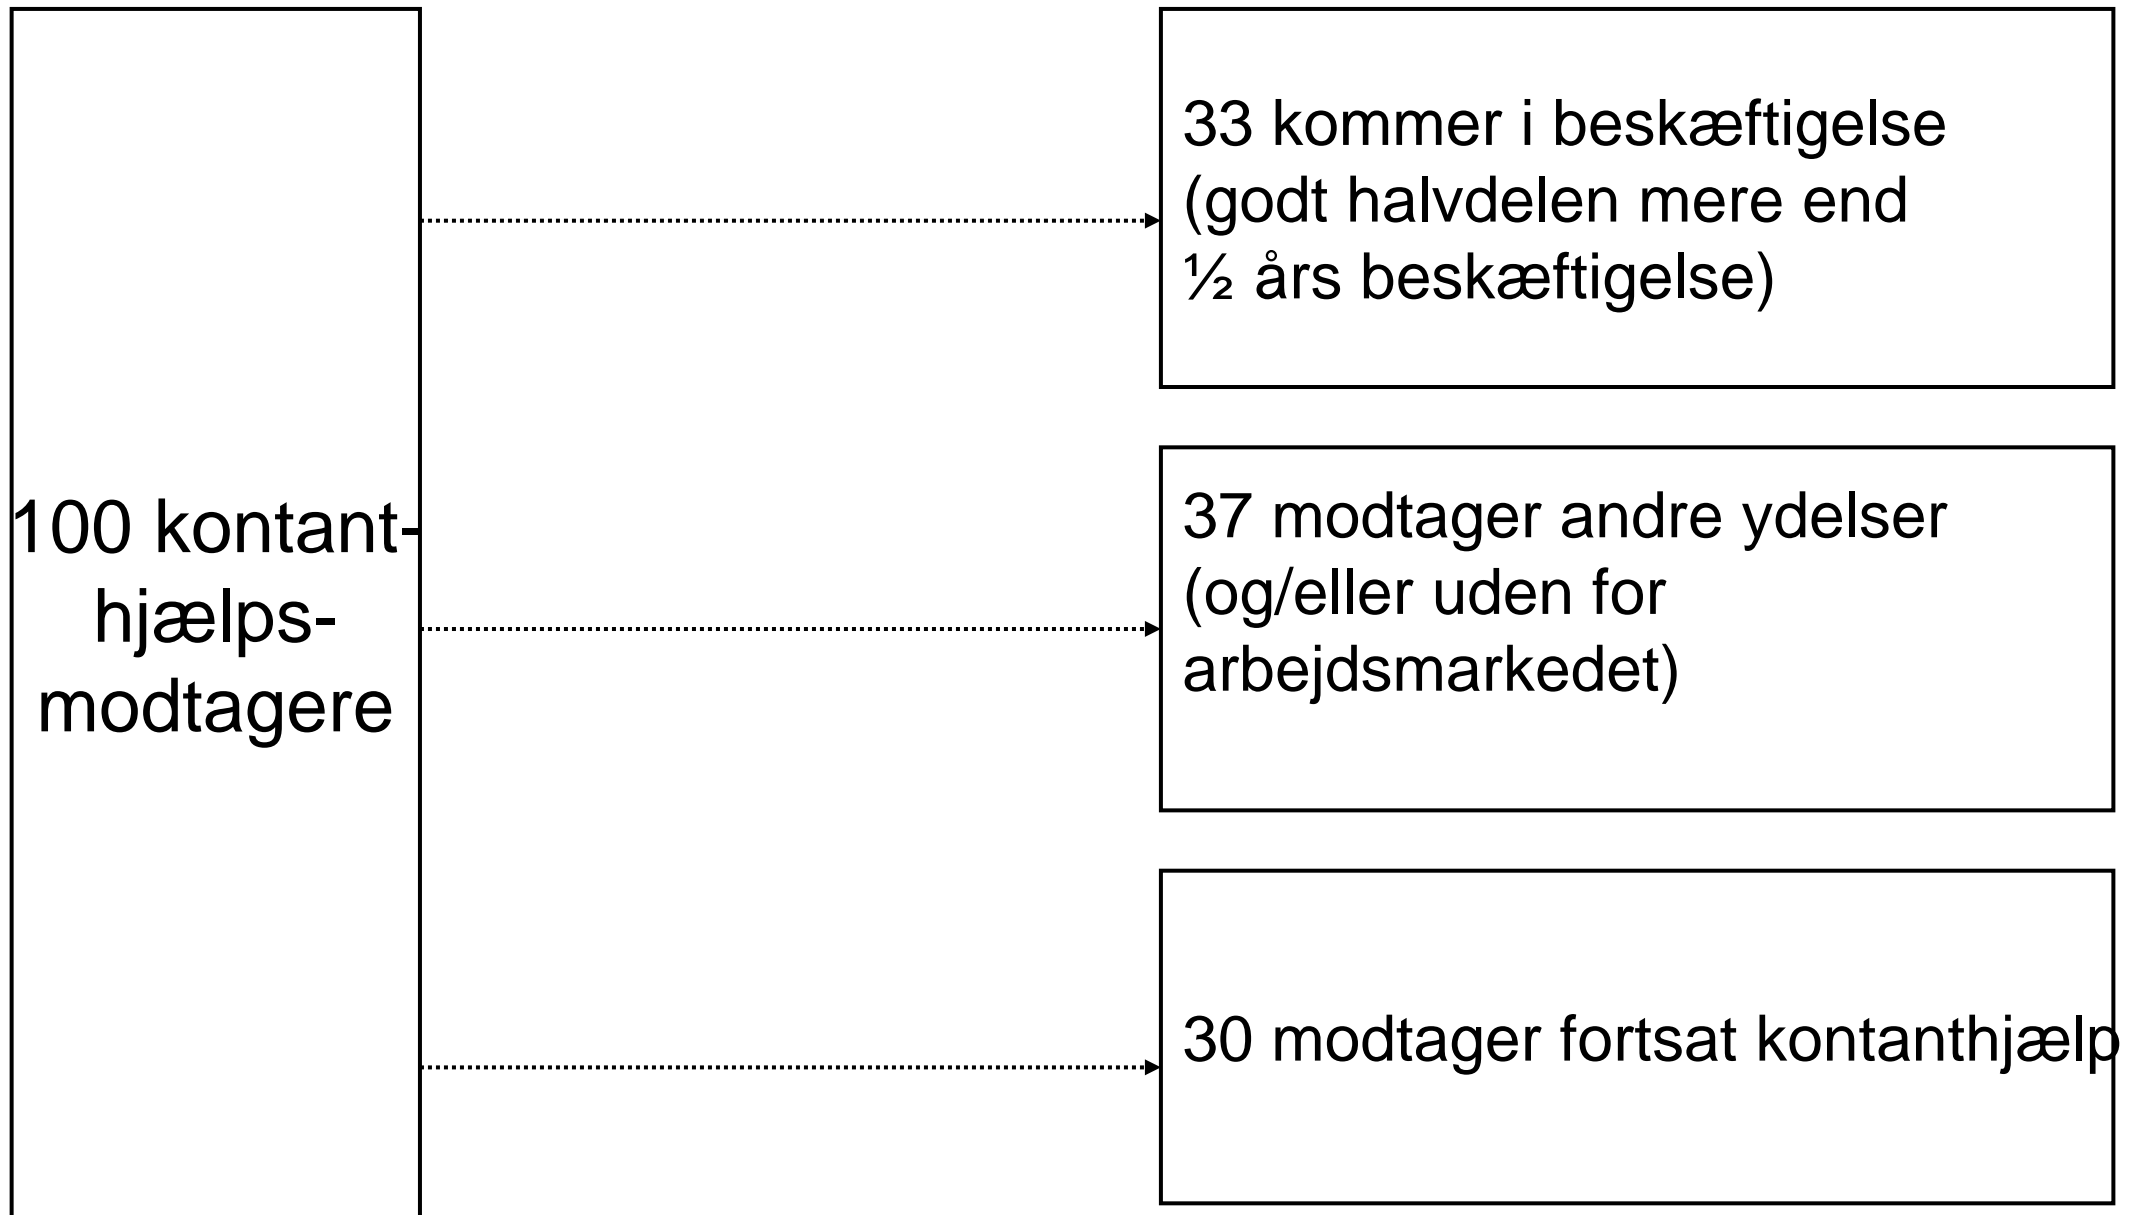 100 kontant-
hjælps-
modtagere
33 kommer i beskæftigelse
(godt halvdelen mere end
½ års beskæftigelse)
37 modtager andre ydelser
(og/eller uden for
arbejdsmarkedet)
30 modtager fortsat kontanthjælp